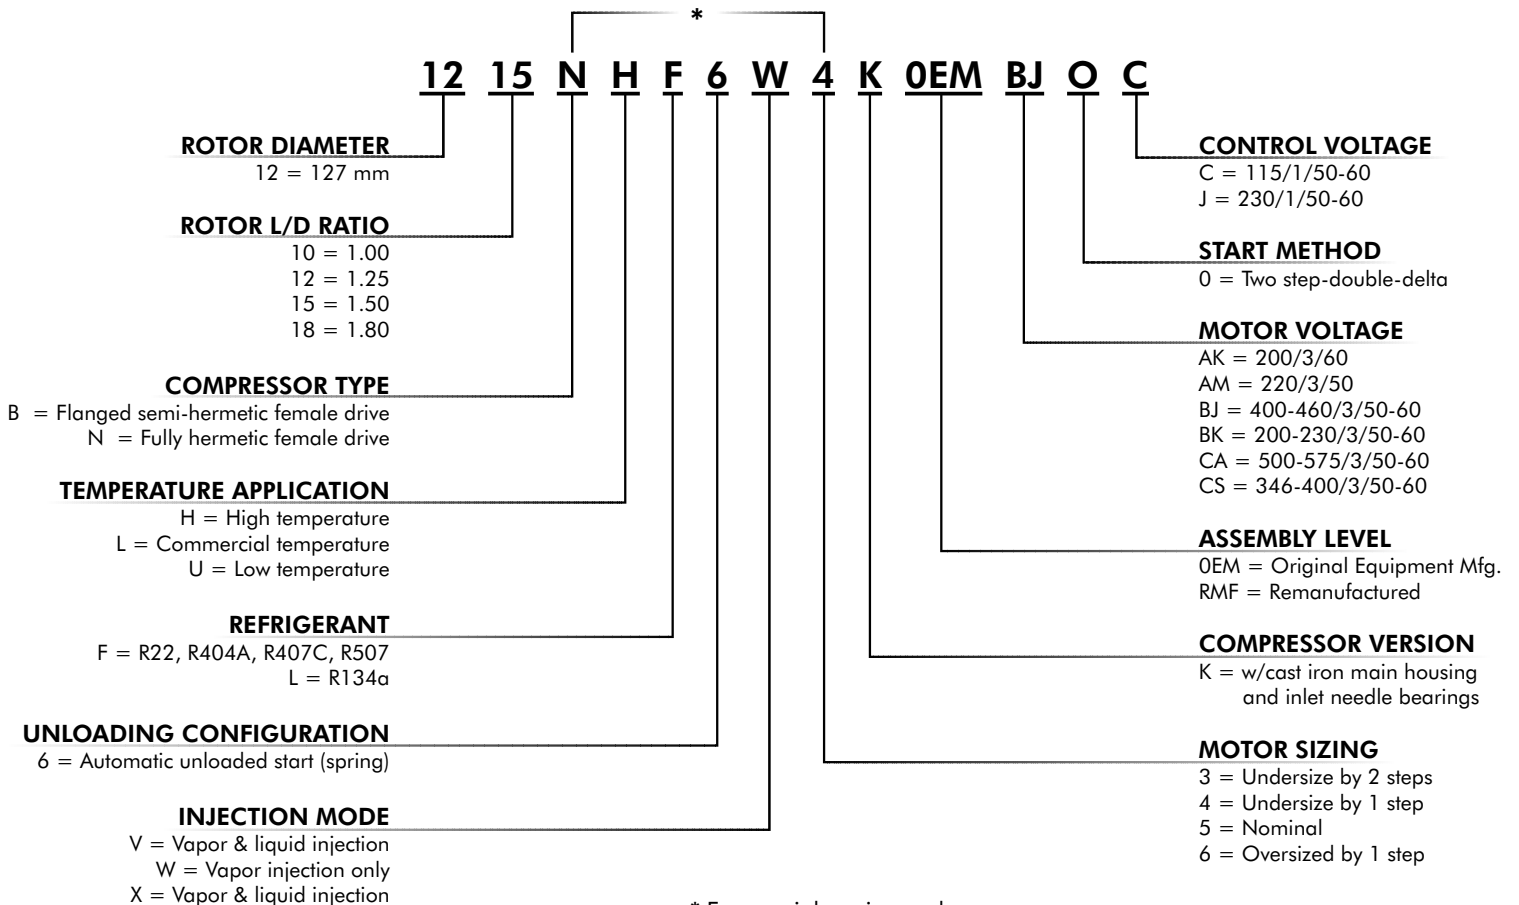 *
12 15 N H F 6 W 4 K 0EM BJ O C
ROTOR DIAMETER
12 = 127 mm
ROTOR L/D RATIO
10 = 1.00
12 = 1.25
15 = 1.50
18 = 1.80
COMPRESSOR TYPE
B = Flanged semi-hermetic female drive
N = Fully hermetic female drive
TEMPERATURE APPLICATION
H = High temperature
L = Commercial temperature
U = Low temperature
REFRIGERANT
F = R22, R404A, R407C, R507
L = R134a
UNLOADING CONFIGURATION
6 = Automatic unloaded start (spring)
INJECTION MODE
V = Vapor & liquid injection
W = Vapor injection only
X = Vapor & liquid injection
CONTROL VOLTAGE
C = 115/1/50-60
J = 230/1/50-60
START METHOD
0 = Two step-double-delta
MOTOR VOLTAGE
AK = 200/3/60
AM = 220/3/50
BJ = 400-460/3/50-60
BK = 200-230/3/50-60
CA = 500-575/3/50-60
CS = 346-400/3/50-60
ASSEMBLY LEVEL
0EM = Original Equipment Mfg.
RMF = Remanufactured
COMPRESSOR VERSION
K = w/cast iron main housing
and inlet needle bearings
MOTOR SIZING
3 = Undersize by 2 steps
4 = Undersize by 1 step
5 = Nominal
6 = Oversized by 1 step